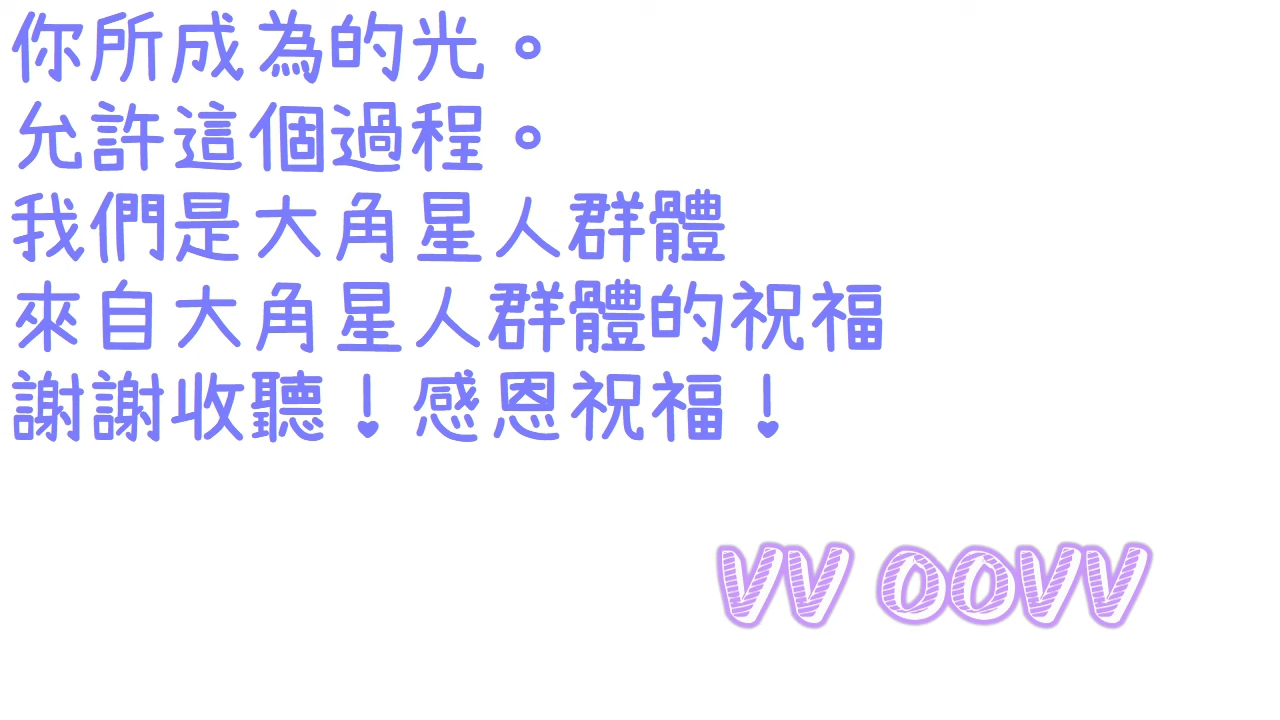 你所成為的光。
允許這個過程。
我們是大角星人群體
來自大角星人群體的祝福
謝謝收聽！感恩祝福！
VV OOVV